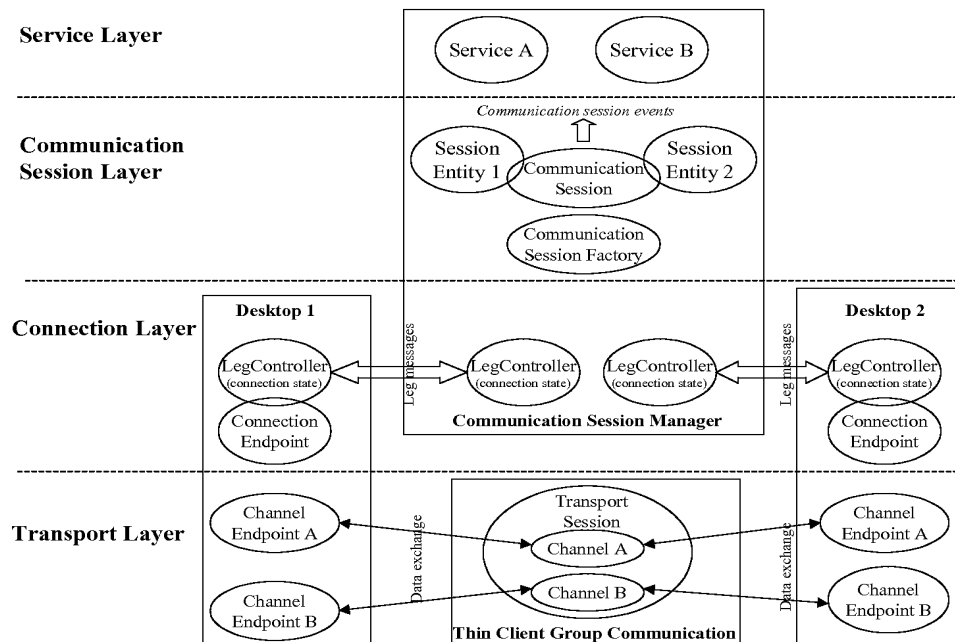 Service Layer
Service A
Service B
Communication session events
Communication
Session Layer
Session
Entity 1
Communication
Session
Session
Entity 2
Communication
Session Factory
Connection Layer
Desktop 1
Desktop 2
LegController
(connection state)
Leg messages
LegController
(connection state)
LegController
(connection state)
Leg messages
LegController
(connection state)
Connection
Endpoint
Communication Session Manager
Connection
Endpoint
Transport Layer
Channel
Endpoint A
Data exchange
Transport
Session
Channel A
Channel B
Data exchange
Channel
Endpoint A
Channel
Endpoint B
Channel
Endpoint B
Thin Client Group Communication